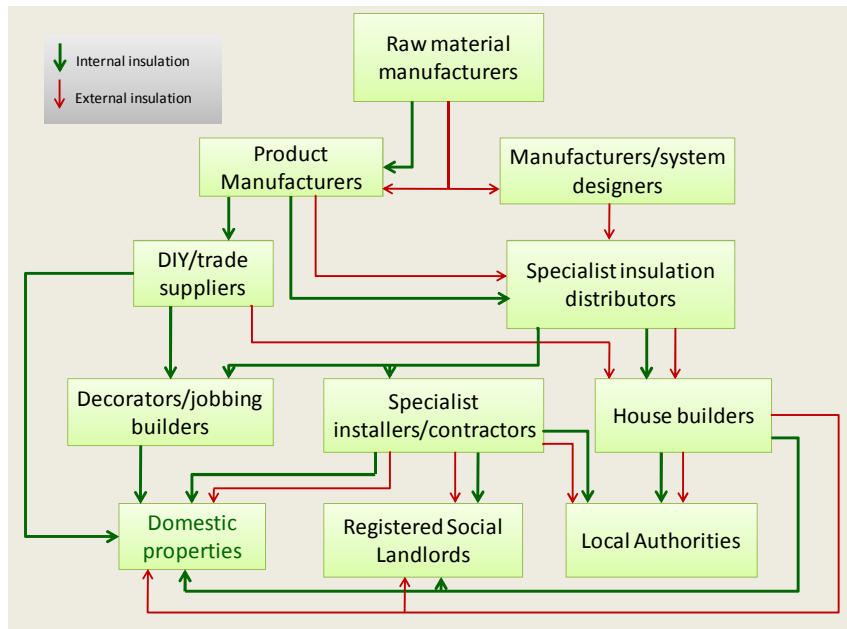 Internal insulation
External insulation
Raw material
manufacturers
Product
Manufacturers
Manufacturers/system
designers
DIY/trade
suppliers
Specialist insulation
distributors
Decorators/jobbing
builders
Specialist
installers/contractors
House builders
Domestic
properties
Registered Social
Landlords
Local Authorities